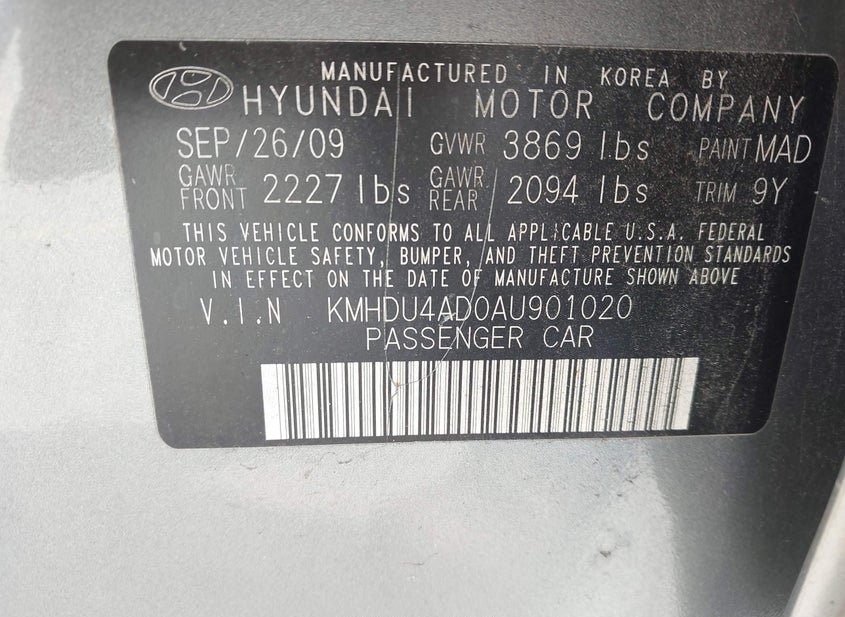 MANUFACTURED IN KOREA BY
HYUNDAI MOTOR COMPANY
SEP/26/09 GVWR 3869 lbs PAINT MAD
GAWR FRONT 2227 lbs GAWR REAR 2094 lbs TRIM 9Y
THIS VEHICLE CONFORMS TO ALL APPLICABLE U.S.A. FEDERAL
MOTOR VEHICLE SAFETY, BUMPER, AND THEFT PREVENTION STANDARDS
IN EFFECT ON THE DATE OF MANUFACTURE SHOWN ABOVE
V.I.N KMHDU4AD0AU901020
PASSENGER CAR